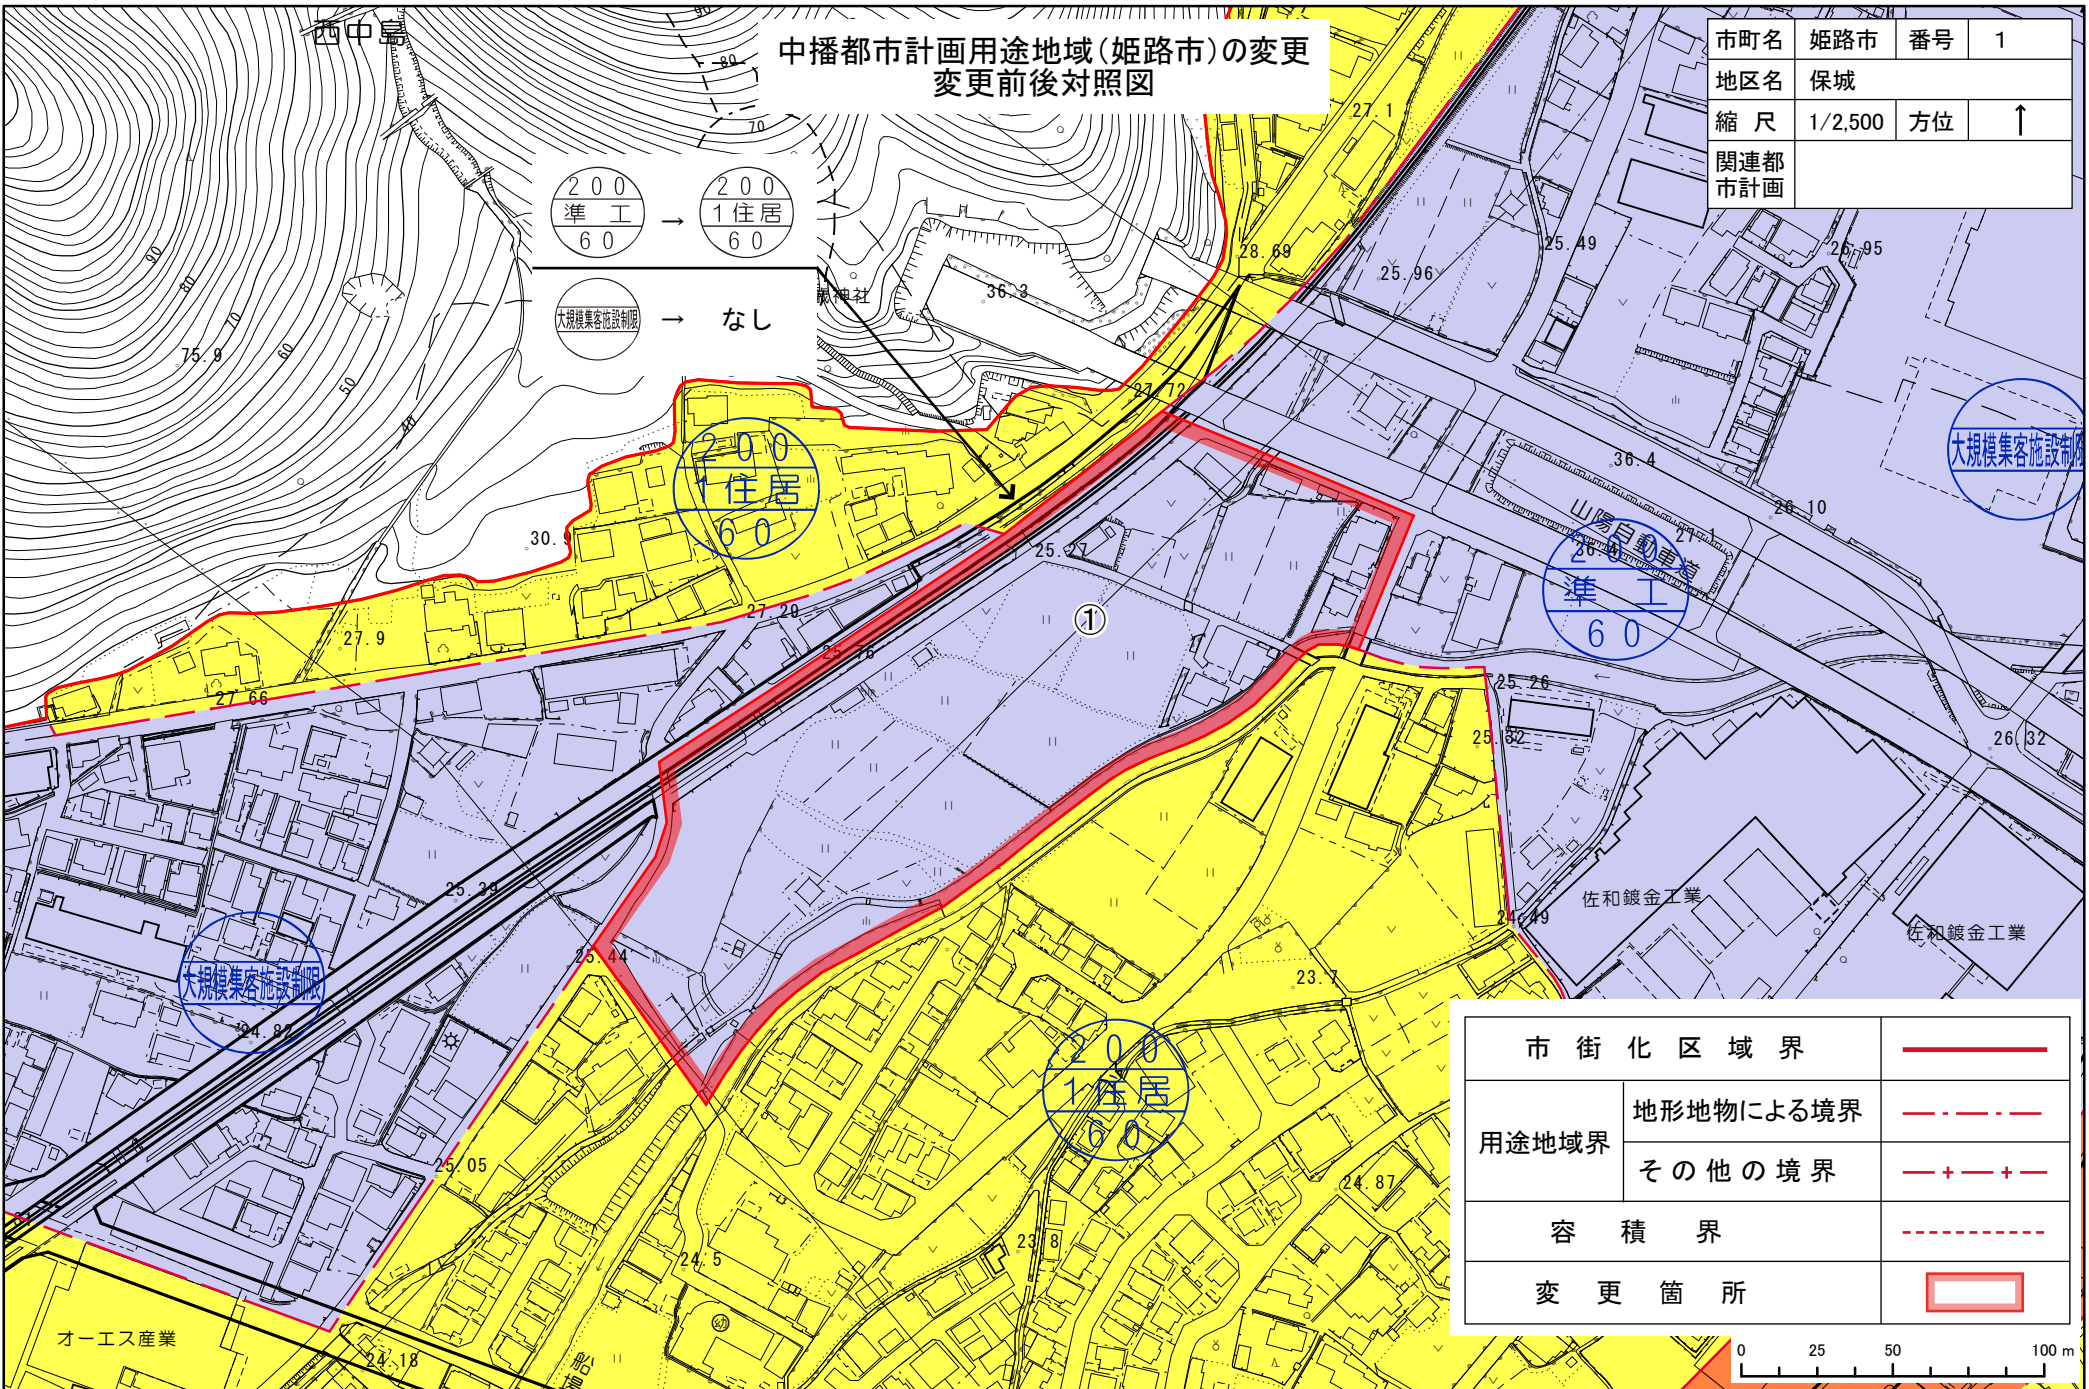 西中島
中播都市計画用途地域(姫路市)の変更
変更前後対照図
市町名 姫路市 番号 1
地区名 保城
縮尺 1/2,500 方位 ↑
関連都
市計画
200
準工
60
→
200
1住居
60
大規模集客施設制限 → なし
神社
90
80
70
90
80
70
60
50
40
75.9
36.3
27.1
28.69
25.96
25.49
26.95
27.72
30.9
27.9
27.66
27.29
25.76
25.27
36.4
26.10
27.1
36.4
山陽自動車道
200
1住居
60
200
準工
60
大規模集客施設制限
①
25.26
25.32
26.32
24.49
佐和鍍金工業
佐和鍍金工業
25.39
25.44
大規模集客施設制限
24.82
23.7
200
1住居
60
25.05
24.87
24.5
23.8
24.18
オーエス産業
幼
船
市街化区域界
用途地域界
地形地物による境界
その他の境界
容積界
変更箇所
0 25 50 100 m